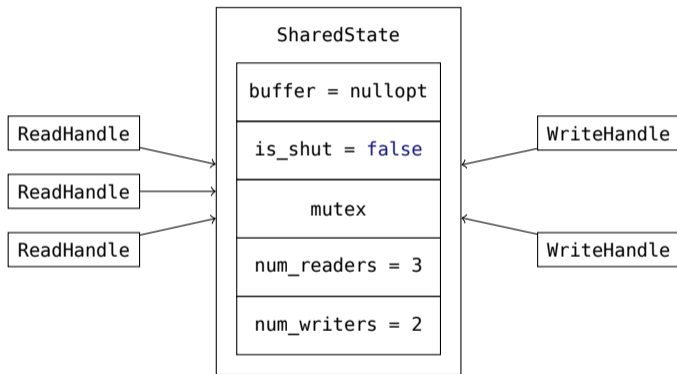 SharedState
buffer = nullopt
is_shut = false
mutex
num_readers = 3
num_writers = 2
ReadHandle
ReadHandle
ReadHandle
WriteHandle
WriteHandle